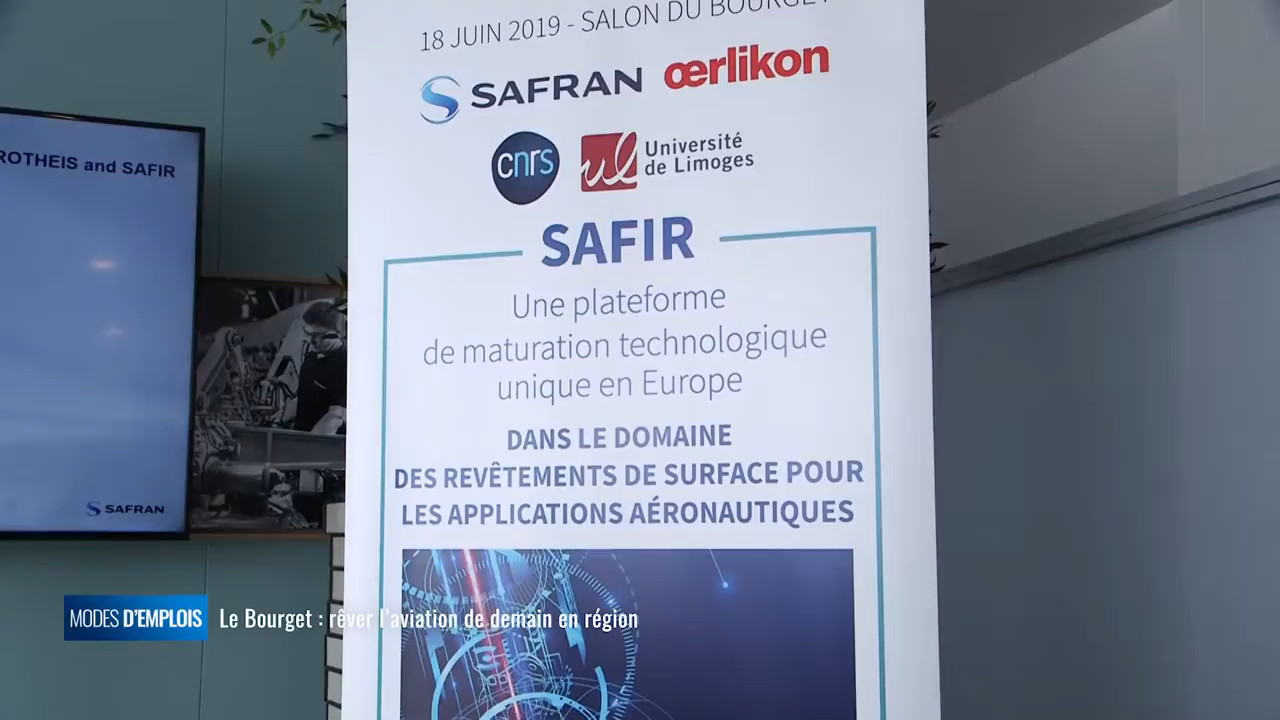 18 JUIN 2019 - SALON DU BOURGET
SAFRAN œrlikon
cnrs ul Université
de Limoges
ROTHEIS and SAFIR
SAFIR
Une plateforme
de maturation technologique
unique en Europe
DANS LE DOMAINE
DES REVÊTEMENTS DE SURFACE POUR
LES APPLICATIONS AÉRONAUTIQUES
SAFRAN
MODES D'EMPLOIS Le Bourget : rêver l'aviation de demain en région